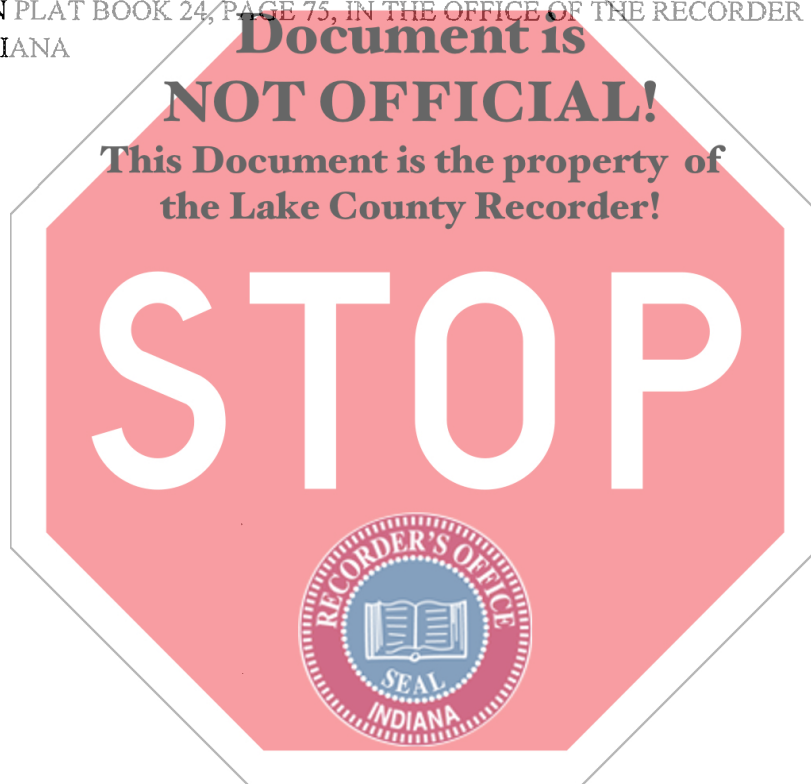 N PLAT BOOK 24, PAGE 75, IN THE OFFICE OF THE RECORDER
IANA
Document is
NOT OFFICIAL!
This Document is the property of
the Lake County Recorder!
STOP
RECORDER'S OFFICE
SEAL
INDIANA